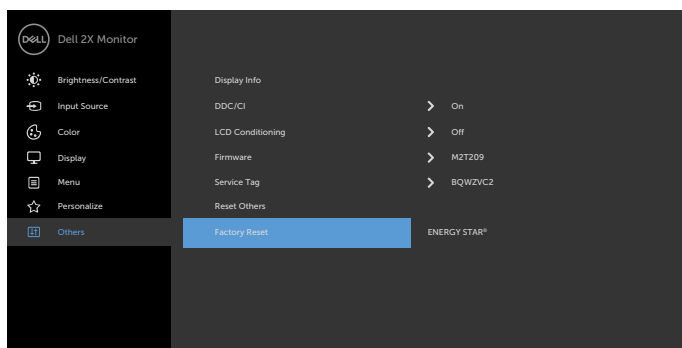 DELL Dell 2X Monitor
Brightness/Contrast Display Info
Input Source DDC/CI On
Color LCD Conditioning Off
Display Firmware M2T209
Menu Service Tag BQWZVC2
Personalize Reset Others
Others Factory Reset ENERGY STAR®